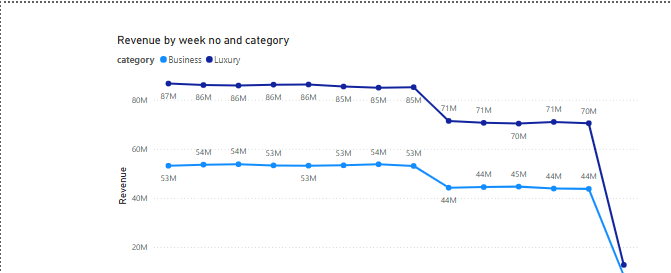 Revenue by week no and category
category Business Luxury
80M
87M 86M 86M 86M 86M 85M 85M 85M 71M 71M 70M 71M 70M
60M
53M 54M 54M 53M 53M 53M 54M 53M 44M 44M 45M 44M 44M
40M
20M
Revenue